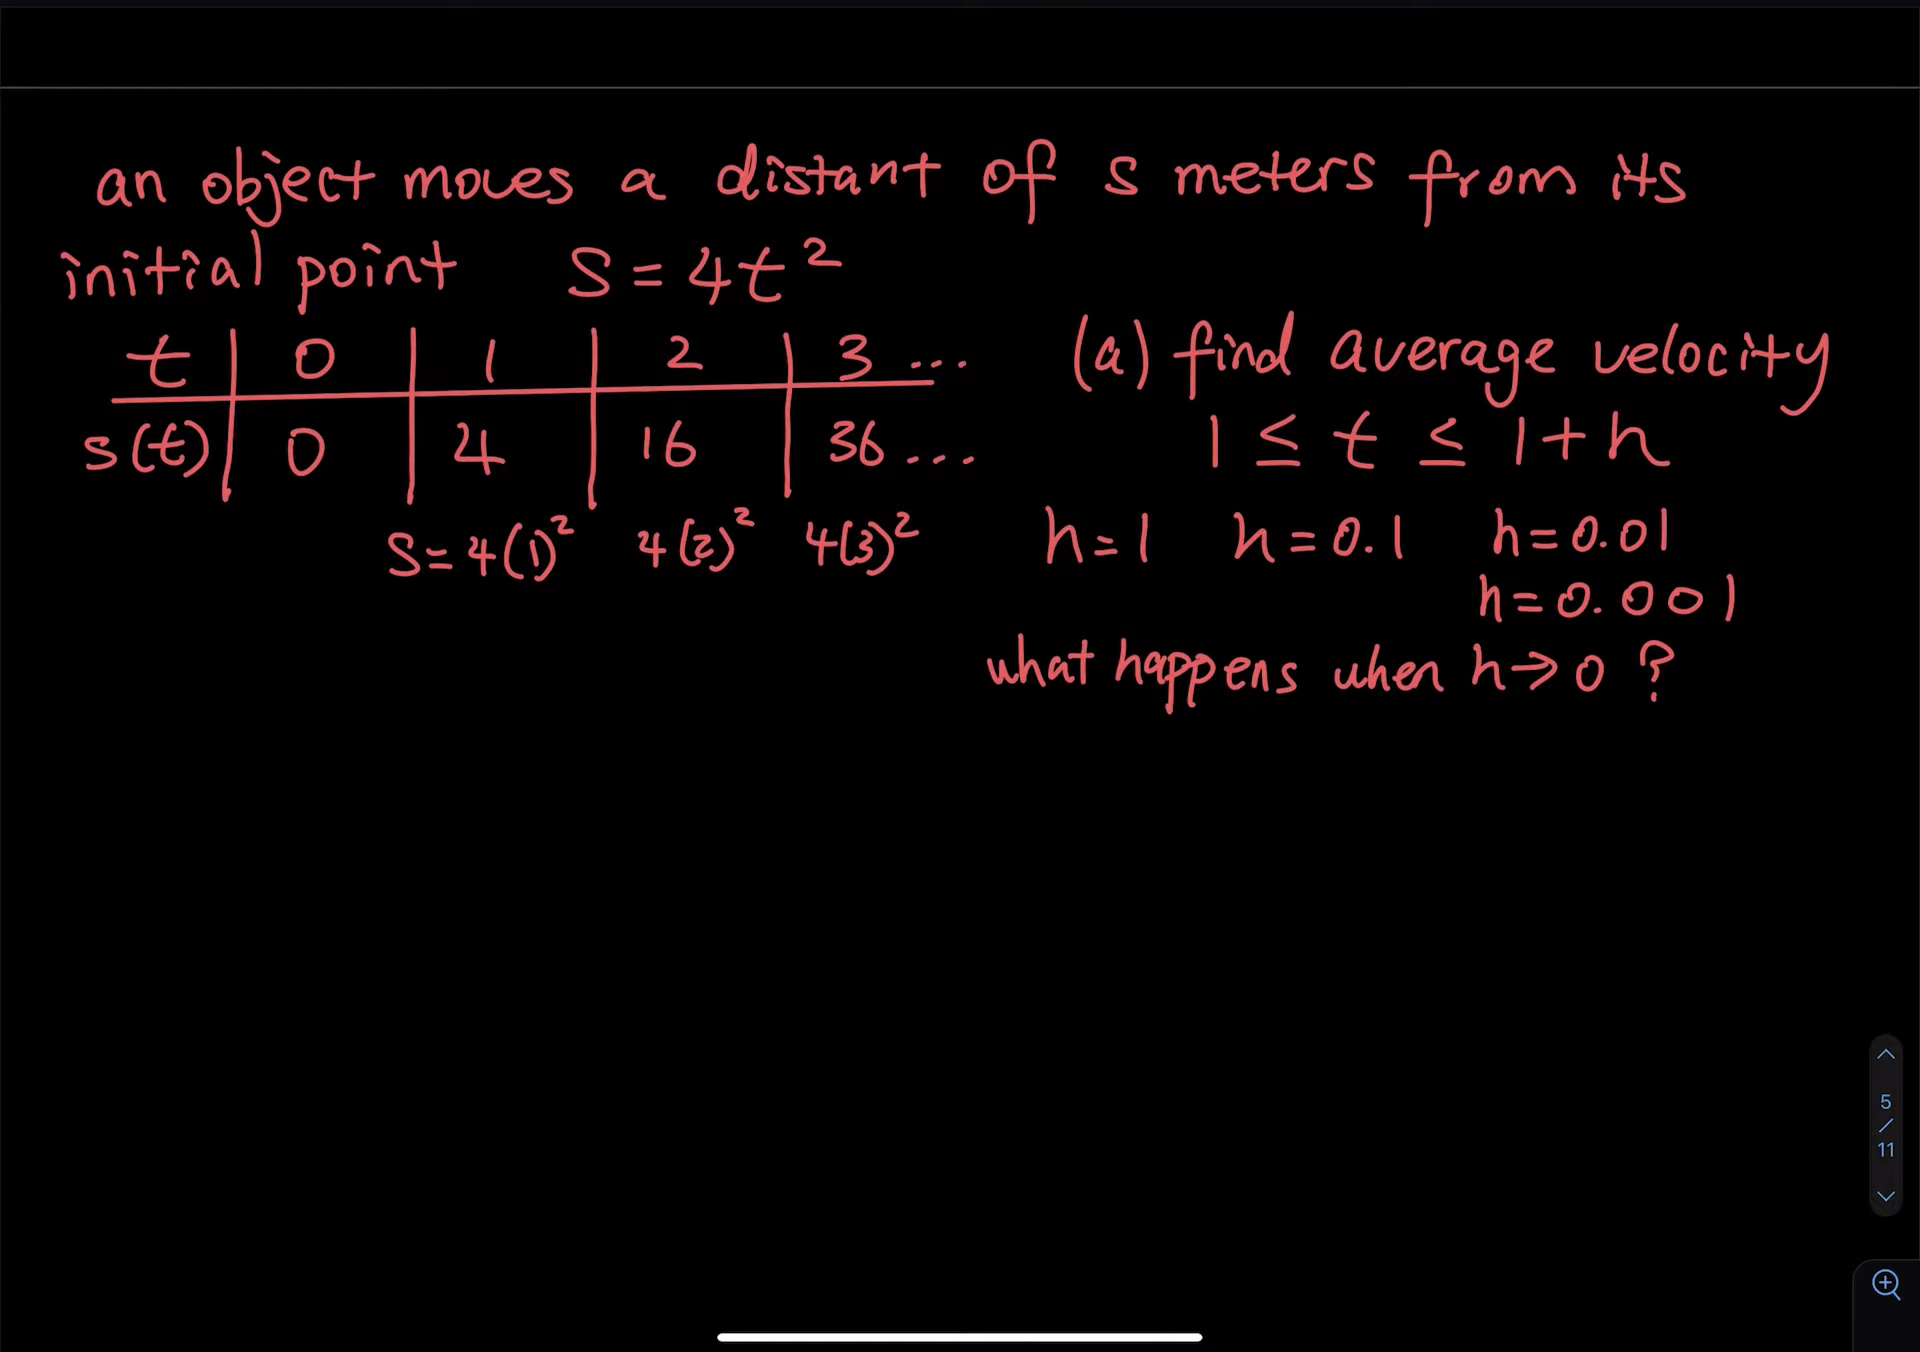 an object moves a distant of s meters from its
initial point S = 4t²
t | 0 | 1 | 2 | 3 ...
s(t) | 0 | 4 | 16 | 36 ...
S = 4(1)² 4(2)² 4(3)²
(a) find average velocity
1 ≤ t ≤ 1 + h
h = 1 h = 0.1 h = 0.01
h = 0.001
what happens when h → 0 ?
5
/
11